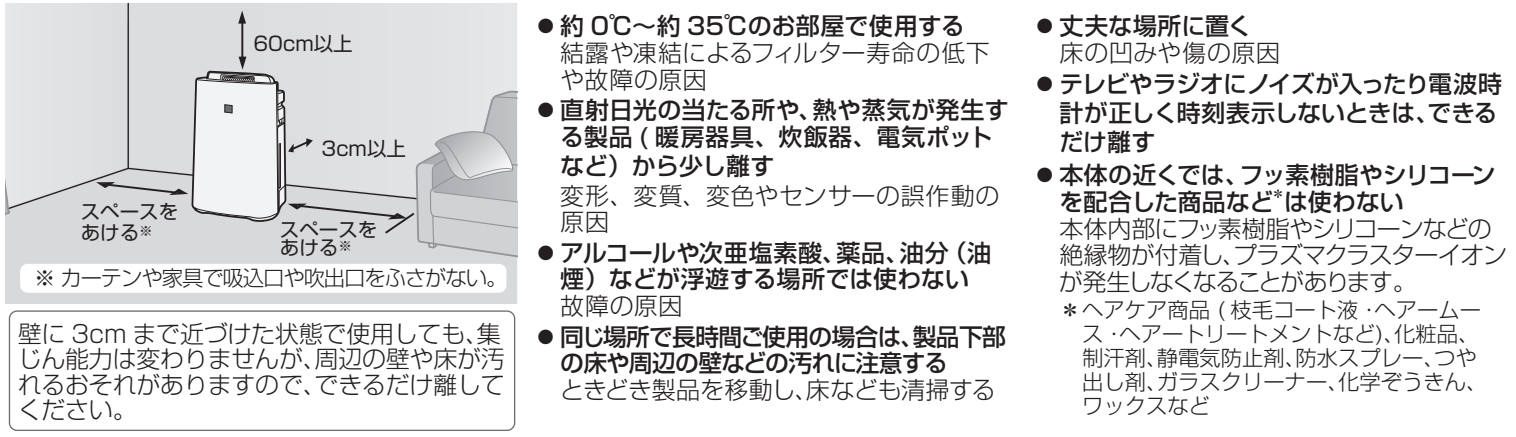 60cm以上
3cm以上
スペースを
あける※
スペースを
あける※
※ カーテンや家具で吸込口や吹出口をふさがない。
壁に 3cm まで近づけた状態で使用しても、集
じん能力は変わりませんが、周辺の壁や床が汚
れるおそれがありますので、できるだけ離して
ください。
● 約 0℃～約 35℃のお部屋で使用する
結露や凍結によるフィルター寿命の低下
や故障の原因
● 直射日光の当たる所や、熱や蒸気が発生す
る製品 ( 暖房器具、炊飯器、電気ポット
など）から少し離す
変形、変質、変色やセンサーの誤作動の
原因
● アルコールや次亜塩素酸、薬品、油分（油
煙）などが浮遊する場所では使わない
故障の原因
● 同じ場所で長時間ご使用の場合は、製品下部
の床や周辺の壁などの汚れに注意する
ときどき製品を移動し、床なども清掃する
● 丈夫な場所に置く
床の凹みや傷の原因
● テレビやラジオにノイズが入ったり電波時
計が正しく時刻表示しないときは、できる
だけ離す
● 本体の近くでは、フッ素樹脂やシリコーン
を配合した商品など*は使わない
本体内部にフッ素樹脂やシリコーンなどの
絶縁物が付着し、プラズマクラスターイオン
が発生しなくなることがあります。
＊ヘアケア商品 ( 枝毛コート液・ヘアームー
ス・ヘアートリートメントなど)、化粧品、
制汗剤、静電気防止剤、防水スプレー、つや
出し剤、ガラスクリーナー、化学ぞうきん、
ワックスなど